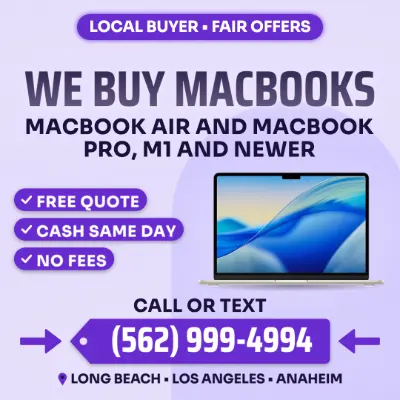 LOCAL BUYER • FAIR OFFERS
WE BUY MACBOOKS
MACBOOK AIR AND MACBOOK
PRO, M1 AND NEWER
FREE QUOTE
CASH SAME DAY
NO FEES
CALL OR TEXT
(562) 999-4994
LONG BEACH • LOS ANGELES • ANAHEIM